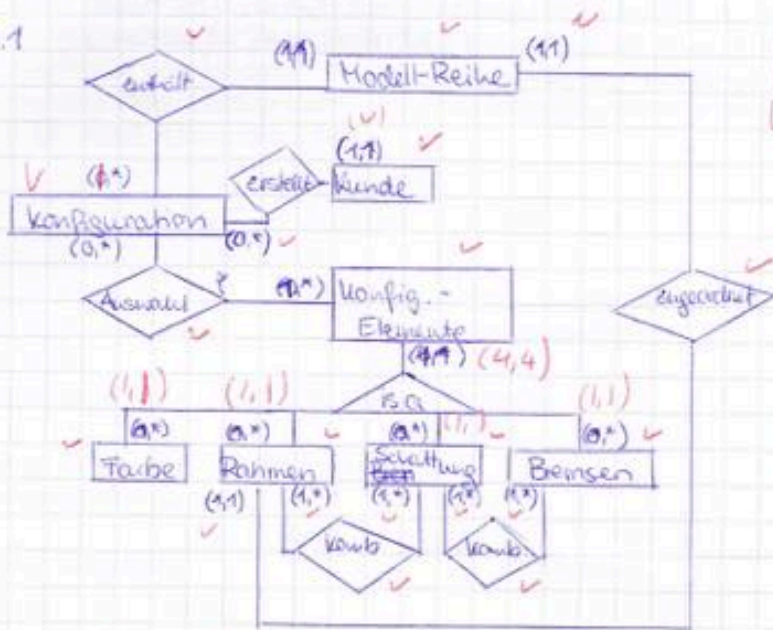 .1
(1,1) Modell-Reihe (1,1)
enthält
(1,1)
(1,*) erstellt Kunde
Konfiguration
(0,*) (0,*)
Auswahl (0,*) Konfig.-
Elemente
zugeordnet
(4,4)
(1,1) (1,1) is a (1,) (1,1)
(0,*) (0,*) (0,*) (0,*)
Farbe Rahmen Schaltung Bremsen
(1,1) (1,*) (1,*) (1,*) (1,*)
komb komb